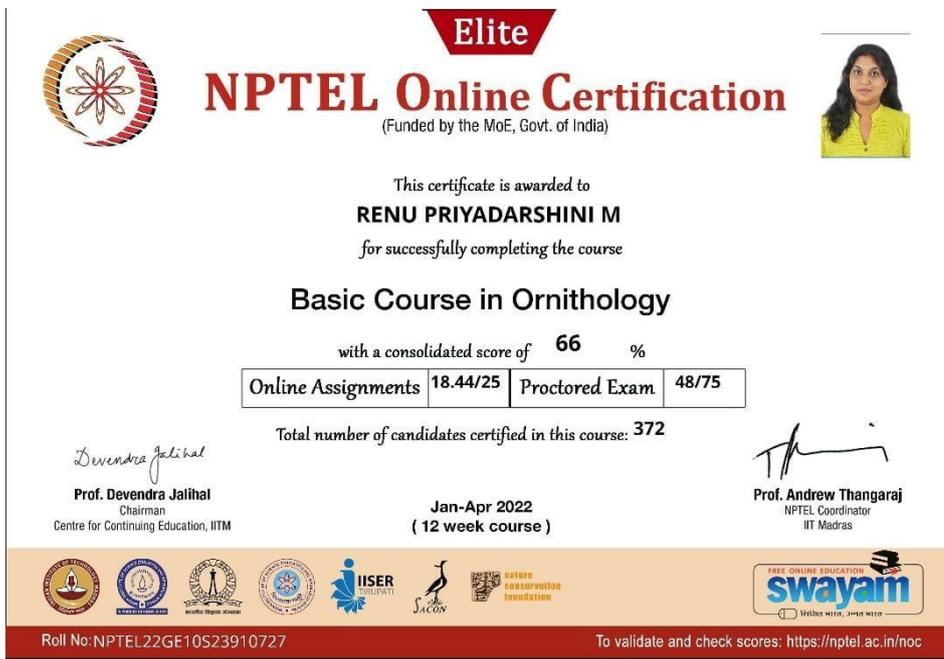 Elite
NPTEL Online Certification
(Funded by the MoE, Govt. of India)
This certificate is awarded to
RENU PRIYADARSHINI M
for successfully completing the course
Basic Course in Ornithology
with a consolidated score of 66 %
Online Assignments 18.44/25 Proctored Exam 48/75
Total number of candidates certified in this course: 372
Devendra Jalihal
Prof. Devendra Jalihal
Chairman
Centre for Continuing Education, IITM
Jan-Apr 2022
( 12 week course )
Prof. Andrew Thangaraj
NPTEL Coordinator
IIT Madras
IISER
TIRUPATI
SACON
nature
conservation
foundation
FREE ONLINE EDUCATION
swayam
शिक्षित भारत, उन्नत भारत
Roll No: NPTEL22GE10S23910727
To validate and check scores: https://nptel.ac.in/noc